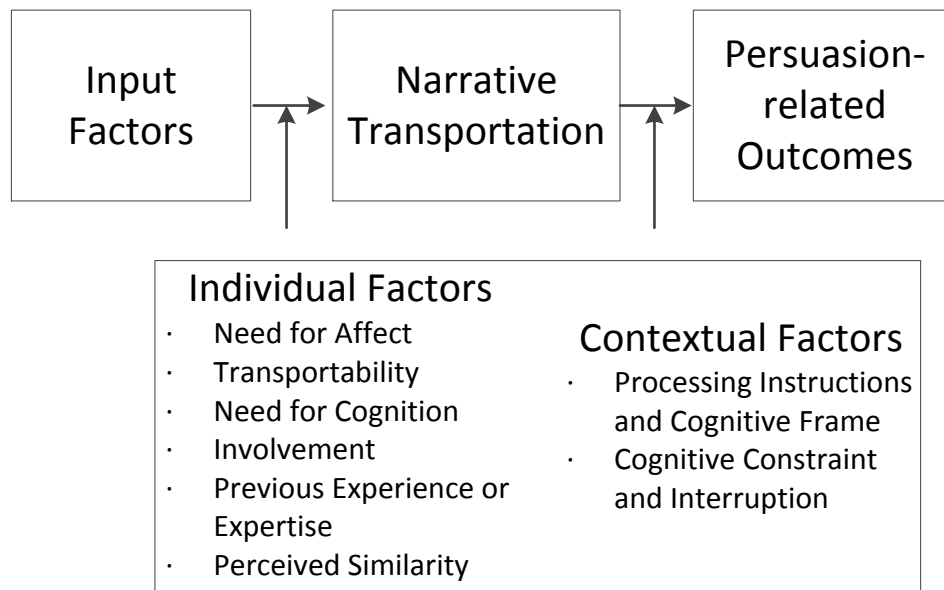 Input
Factors
Narrative
Transportation
Persuasion-
related
Outcomes
Individual Factors
· Need for Affect
· Transportability
· Need for Cognition
· Involvement
· Previous Experience or
Expertise
· Perceived Similarity
Contextual Factors
· Processing Instructions
and Cognitive Frame
· Cognitive Constraint
and Interruption